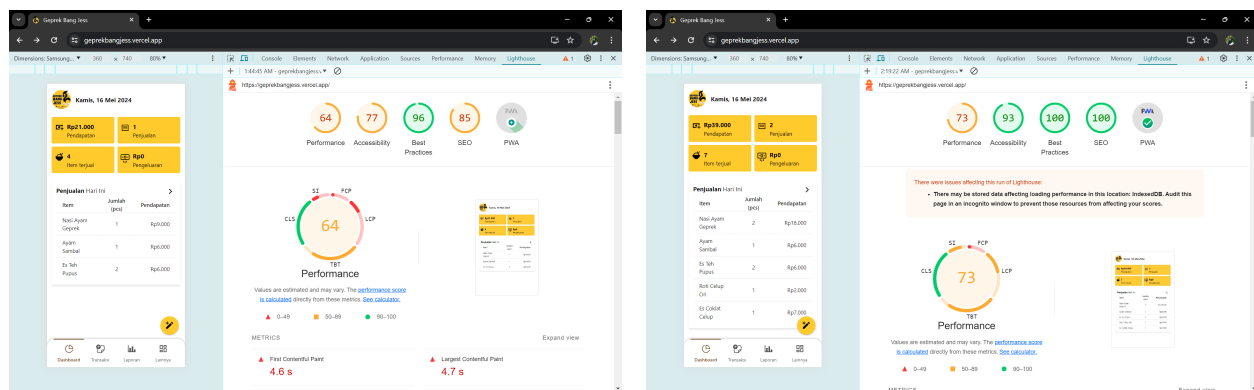 Geprek Bang Jess
geprekbangjess.vercel.app
Dimensions: Samsung... 360 x 740 80%
Console Elements Network Application Sources Performance Memory Lighthouse 1
1:44:45 AM - geprekbangjess.v
https://geprekbangjess.vercel.app/
Kamis, 16 Mei 2024
Rp21.000
Pendapatan
1
Penjualan
4
Item terjual
Rp0
Pengeluaran
Penjualan Hari Ini
Item Jumlah (pcs) Pendapatan
Nasi Ayam Geprek 1 Rp9.000
Ayam Sambal 1 Rp6.000
Es Teh Pupus 2 Rp6.000
Dashboard Transaksi Laporan Lainnya
64 77 96 85 PWA
Performance Accessibility Best Practices SEO PWA
SI FCP
CLS LCP
64
TBT
Performance
Values are estimated and may vary. The performance score
is calculated directly from these metrics. See calculator.
0–49 50–89 90–100
METRICS Expand view
First Contentful Paint
4.6 s
Largest Contentful Paint
4.7 s
Geprek Bang Jess
geprekbangjess.vercel.app
Dimensions: Samsung... 360 x 740 80%
Console Elements Network Application Sources Performance Memory Lighthouse 1
2:19:22 AM - geprekbangjess.v
https://geprekbangjess.vercel.app/
Kamis, 16 Mei 2024
Rp39.000
Pendapatan
2
Penjualan
7
Item terjual
Rp0
Pengeluaran
Penjualan Hari Ini
Item Jumlah (pcs) Pendapatan
Nasi Ayam Geprek 2 Rp18.000
Ayam Sambal 1 Rp6.000
Es Teh Pupus 2 Rp6.000
Roti Celup Ori 1 Rp2.000
Es Coklat Celup 1 Rp7.000
Dashboard Transaksi Laporan Lainnya
73 93 100 100 PWA
Performance Accessibility Best Practices SEO PWA
There were issues affecting this run of Lighthouse:
• There may be stored data affecting loading performance in this location: IndexedDB. Audit this
page in an incognito window to prevent those resources from affecting your scores.
SI FCP
CLS LCP
73
TBT
Performance
Values are estimated and may vary. The performance score
is calculated directly from these metrics. See calculator.
0–49 50–89 90–100
METRICS Expand view